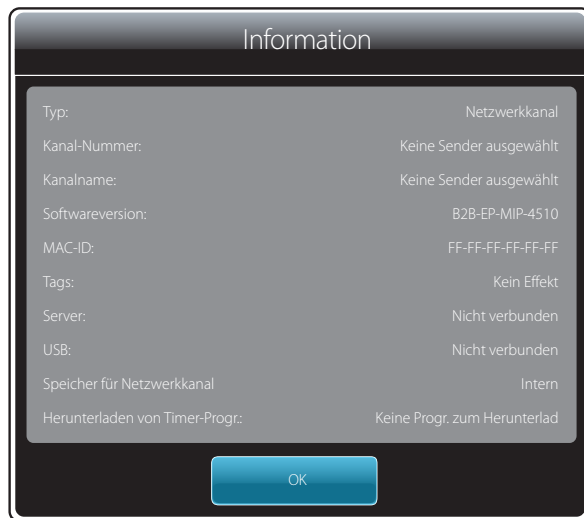 Information
Typ: Netzwerkkanal
Kanal-Nummer: Keine Sender ausgewählt
Kanalname: Keine Sender ausgewählt
Softwareversion: B2B-EP-MIP-4510
MAC-ID: FF-FF-FF-FF-FF-FF
Tags: Kein Effekt
Server: Nicht verbunden
USB: Nicht verbunden
Speicher für Netzwerkkanal Intern
Herunterladen von Timer-Progr.: Keine Progr. zum Herunterlad
OK